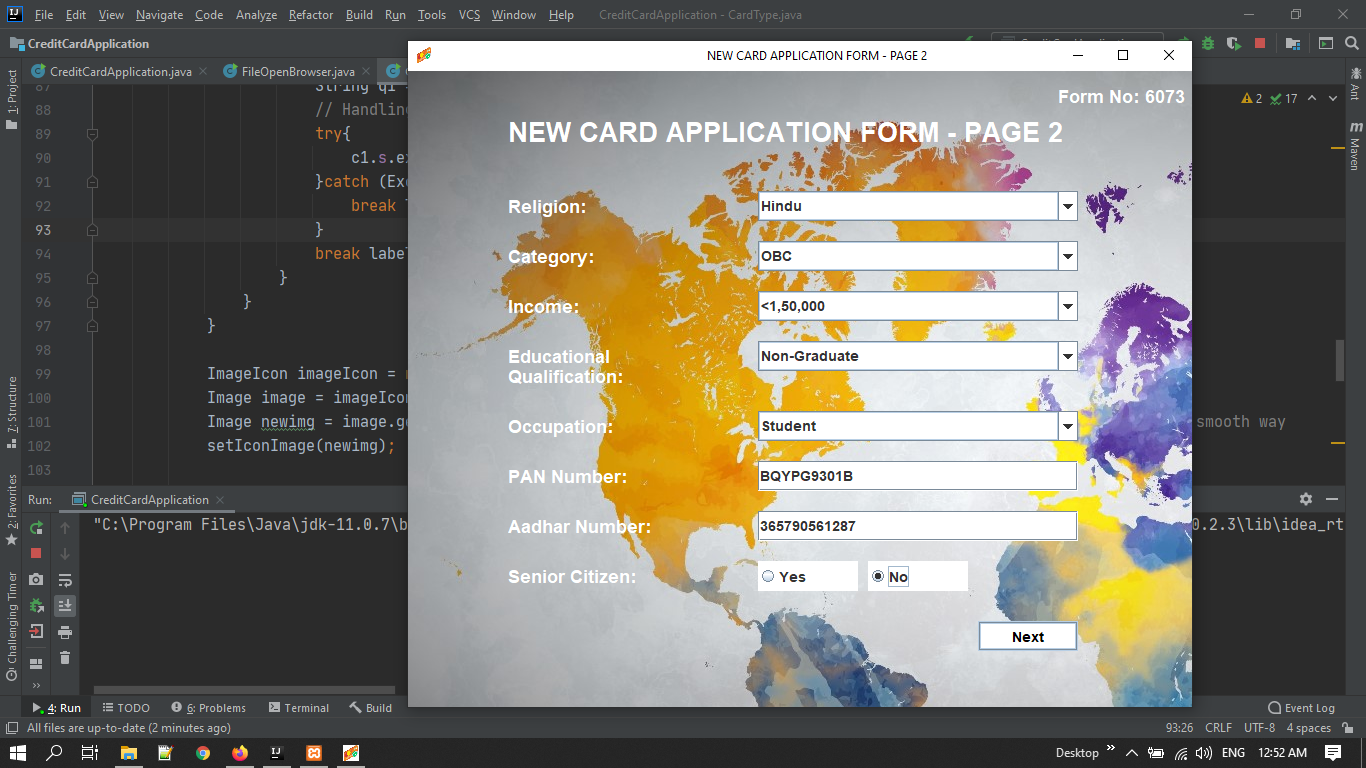 File Edit View Navigate Code Analyze Refactor Build Run Tools VCS Window Help CreditCardApplication - CardType.java
CreditCardApplication
CreditCardApplication.java FileOpenBrowser.java
NEW CARD APPLICATION FORM - PAGE 2
Form No: 6073
NEW CARD APPLICATION FORM - PAGE 2
Religion: Hindu
Category: OBC
Income: <1,50,000
Educational
Qualification: Non-Graduate
Occupation: Student
PAN Number: BQYPG9301B
Aadhar Number: 365790561287
Senior Citizen: Yes No
Next
2 17
88 // Handling
89 try{
90 c1.s.ex
91 }catch (Exc
92 break
93 }
94 break label
95 }
96 }
97 }
98
99 ImageIcon imageIcon =
100 Image image = imageIcon
101 Image newimg = image.ge smooth way
102 setIconImage(newimg);
103
1: Project
7: Structure
2: Favorites
Challenging Timer
Ant
Maven
Run: CreditCardApplication
"C:\Program Files\Java\jdk-11.0.7\b 0.2.3\lib\idea_rt
4: Run TODO 6: Problems Terminal Build Event Log
All files are up-to-date (2 minutes ago) 93:26 CRLF UTF-8 4 spaces
Desktop ENG 12:52 AM